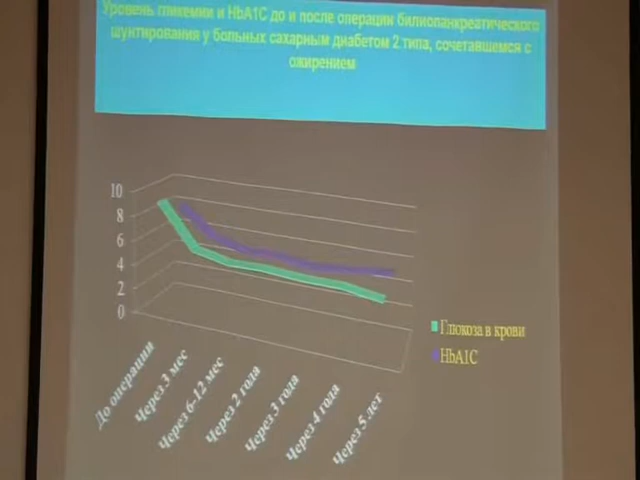 Уровень гликемии и HbA1C до и после операции билиопанкреатического
шунтирования у больных сахарным диабетом 2 типа, сочетавшемся с
ожирением
10
8
6
4
2
0
До операции
Через 3 мес
Через 6-12 мес
Через 2 года
Через 3 года
Через 4 года
Через 5 лет
Глюкоза в крови
HbA1C